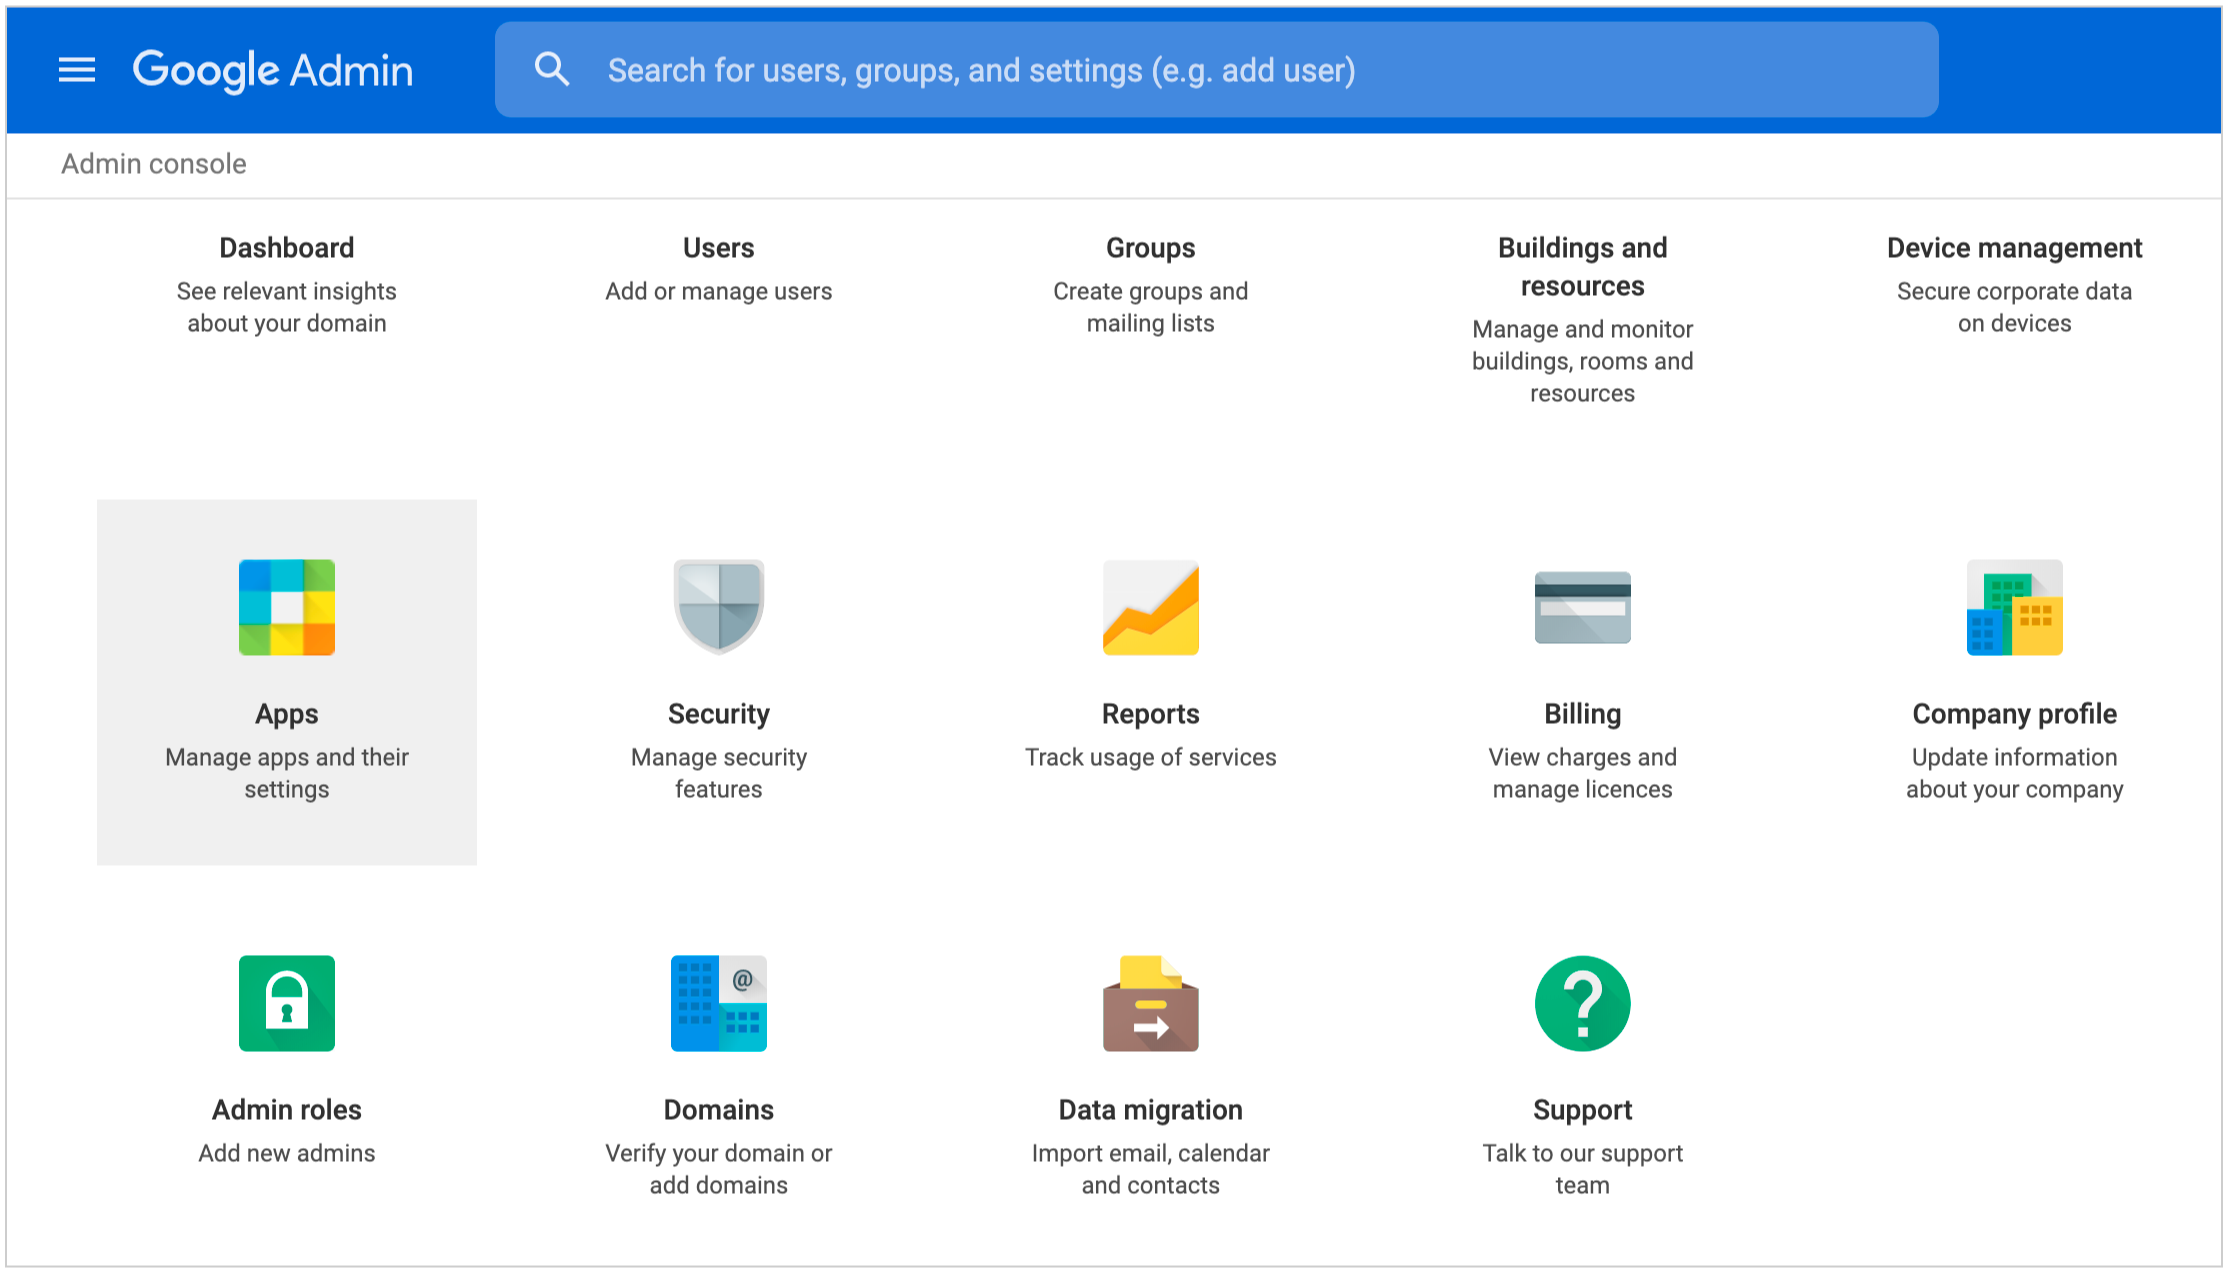 Google Admin
Search for users, groups, and settings (e.g. add user)
Admin console
Dashboard
See relevant insights
about your domain
Users
Add or manage users
Groups
Create groups and
mailing lists
Buildings and
resources
Manage and monitor
buildings, rooms and
resources
Device management
Secure corporate data
on devices
Apps
Manage apps and their
settings
Security
Manage security
features
Reports
Track usage of services
Billing
View charges and
manage licences
Company profile
Update information
about your company
Admin roles
Add new admins
@
Domains
Verify your domain or
add domains
Data migration
Import email, calendar
and contacts
?
Support
Talk to our support
team